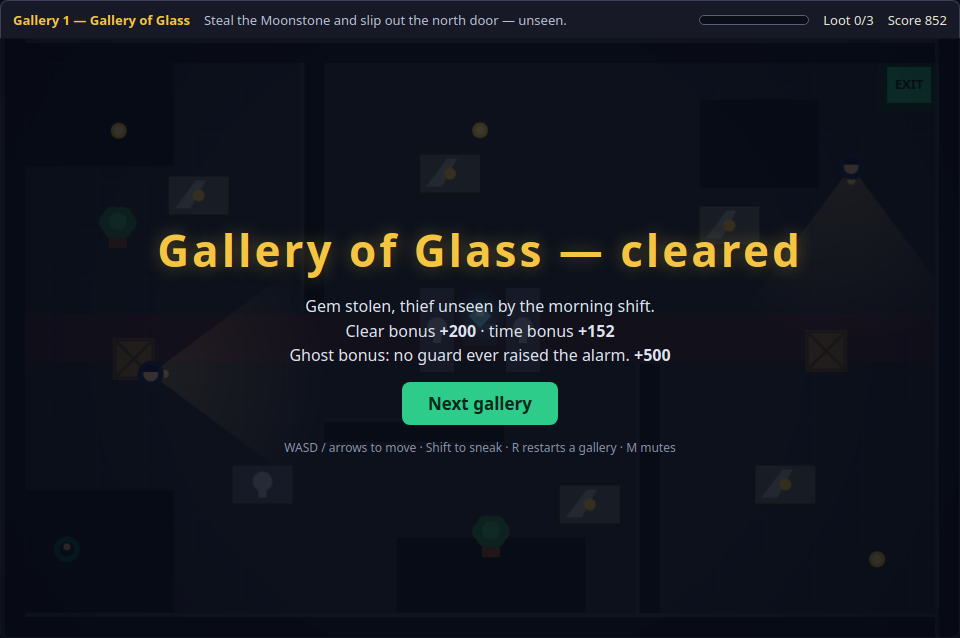 Gallery 1 — Gallery of Glass Steal the Moonstone and slip out the north door — unseen. Loot 0/3 Score 852
EXIT
Gallery of Glass — cleared
Gem stolen, thief unseen by the morning shift.
Clear bonus +200 · time bonus +152
Ghost bonus: no guard ever raised the alarm. +500
Next gallery
WASD / arrows to move · Shift to sneak · R restarts a gallery · M mutes